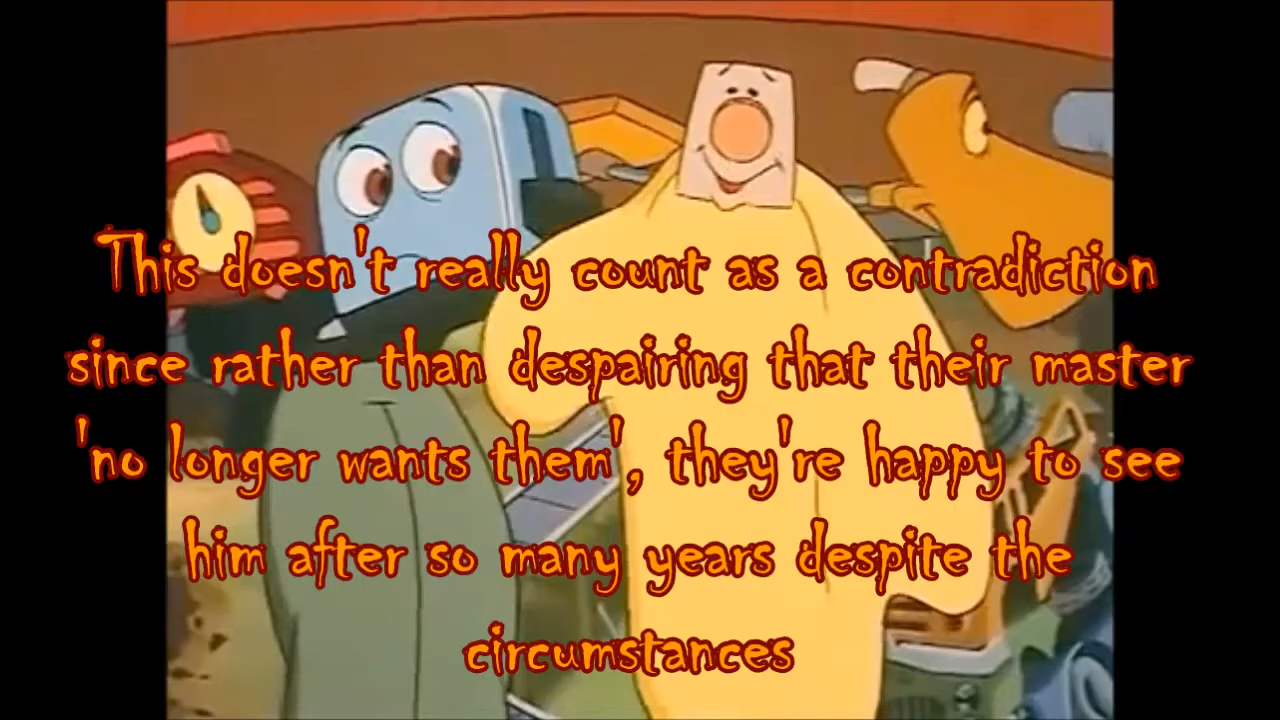 This doesn't really count as a contradiction
since rather than despairing that their master
'no longer wants them', they're happy to see
him after so many years despite the
circumstances